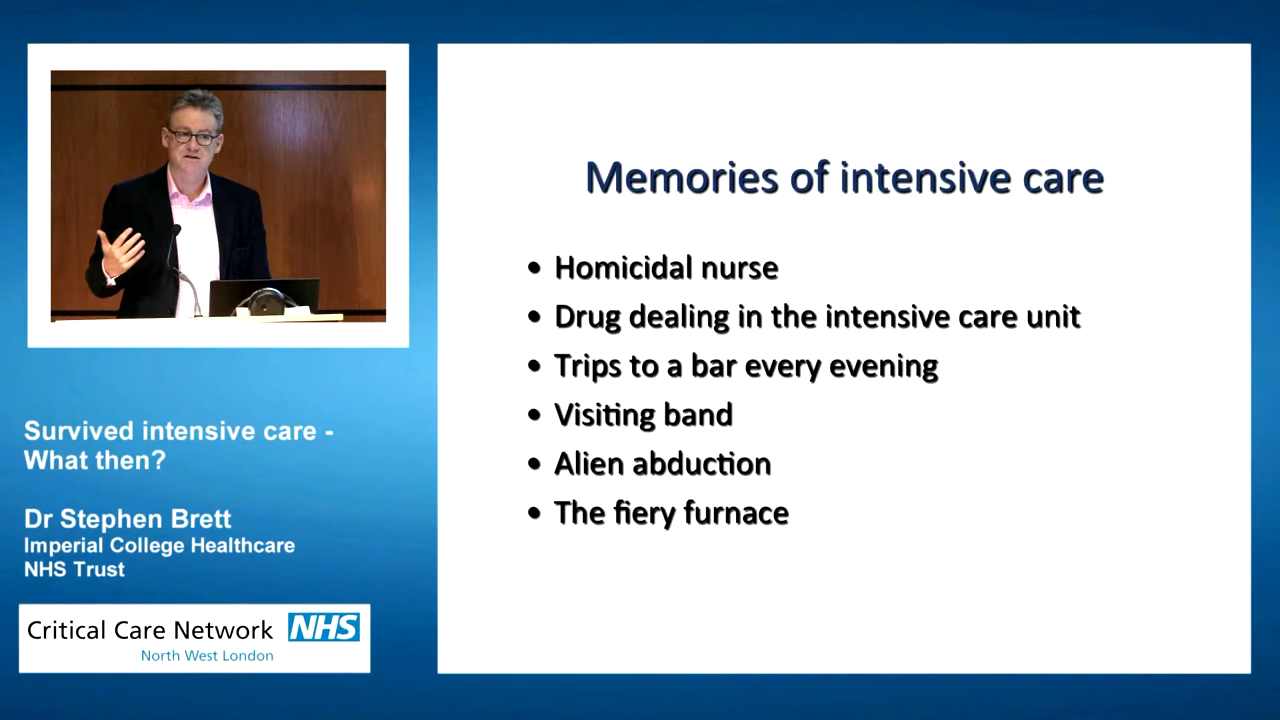 Survived intensive care -
What then?
Dr Stephen Brett
Imperial College Healthcare
NHS Trust
Critical Care Network NHS
North West London
Memories of intensive care
• Homicidal nurse
• Drug dealing in the intensive care unit
• Trips to a bar every evening
• Visiting band
• Alien abduction
• The fiery furnace